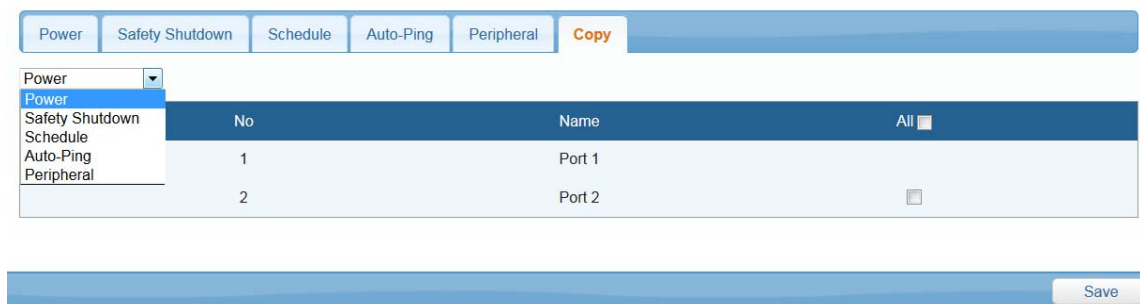 Power Safety Shutdown Schedule Auto-Ping Peripheral Copy
Power
Power
Safety Shutdown
Schedule
Auto-Ping
Peripheral
No Name All
1 Port 1
2 Port 2
Save